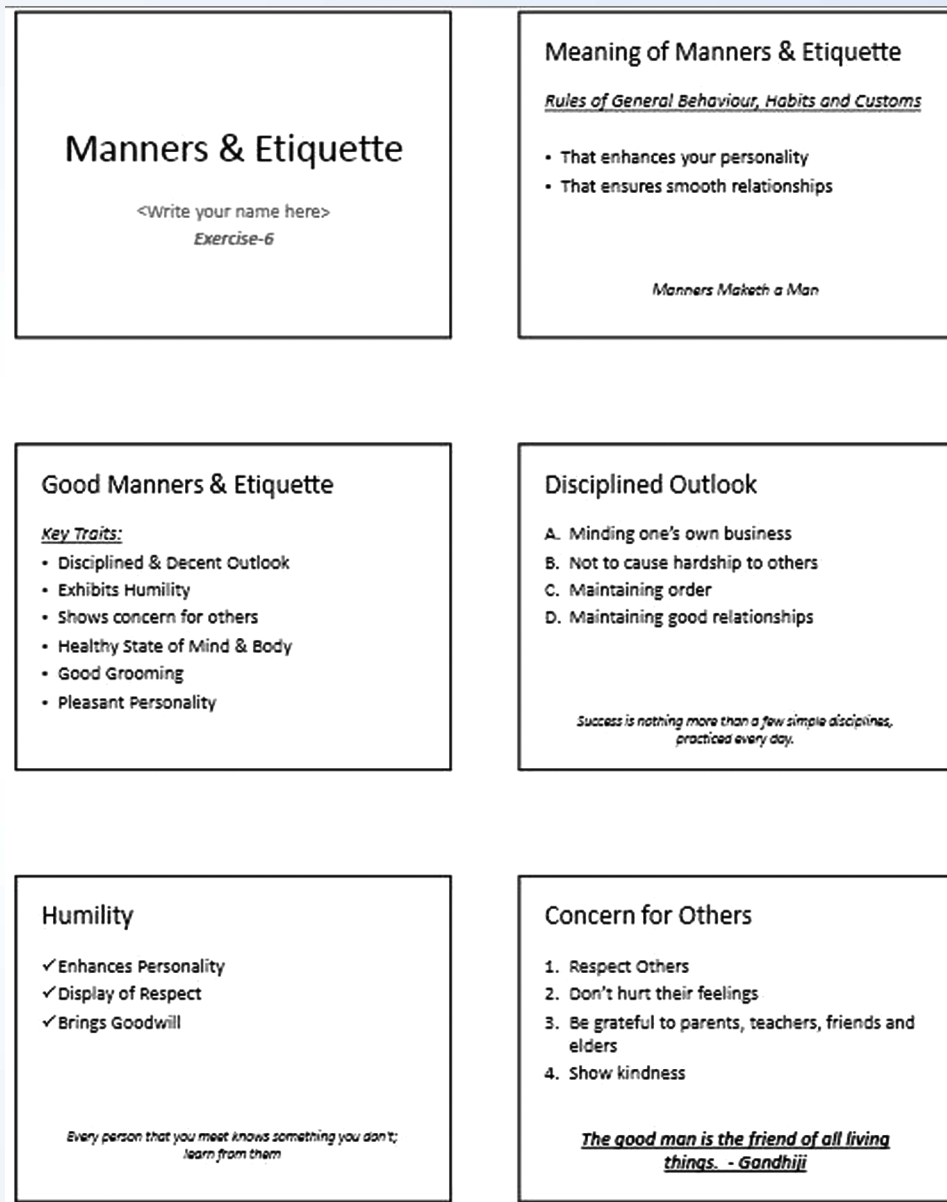 Manners & Etiquette
<Write your name here>
Exercise-6
Meaning of Manners & Etiquette
Rules of General Behaviour, Habits and Customs
• That enhances your personality
• That ensures smooth relationships
Manners Maketh a Man
Good Manners & Etiquette
Key Traits:
• Disciplined & Decent Outlook
• Exhibits Humility
• Shows concern for others
• Healthy State of Mind & Body
• Good Grooming
• Pleasant Personality
Disciplined Outlook
A. Minding one's own business
B. Not to cause hardship to others
C. Maintaining order
D. Maintaining good relationships
Success is nothing more than a few simple disciplines,
practiced every day.
Humility
✓Enhances Personality
✓Display of Respect
✓Brings Goodwill
Every person that you meet knows something you don't;
learn from them
Concern for Others
1. Respect Others
2. Don't hurt their feelings
3. Be grateful to parents, teachers, friends and
elders
4. Show kindness
The good man is the friend of all living
things. - Gandhiji